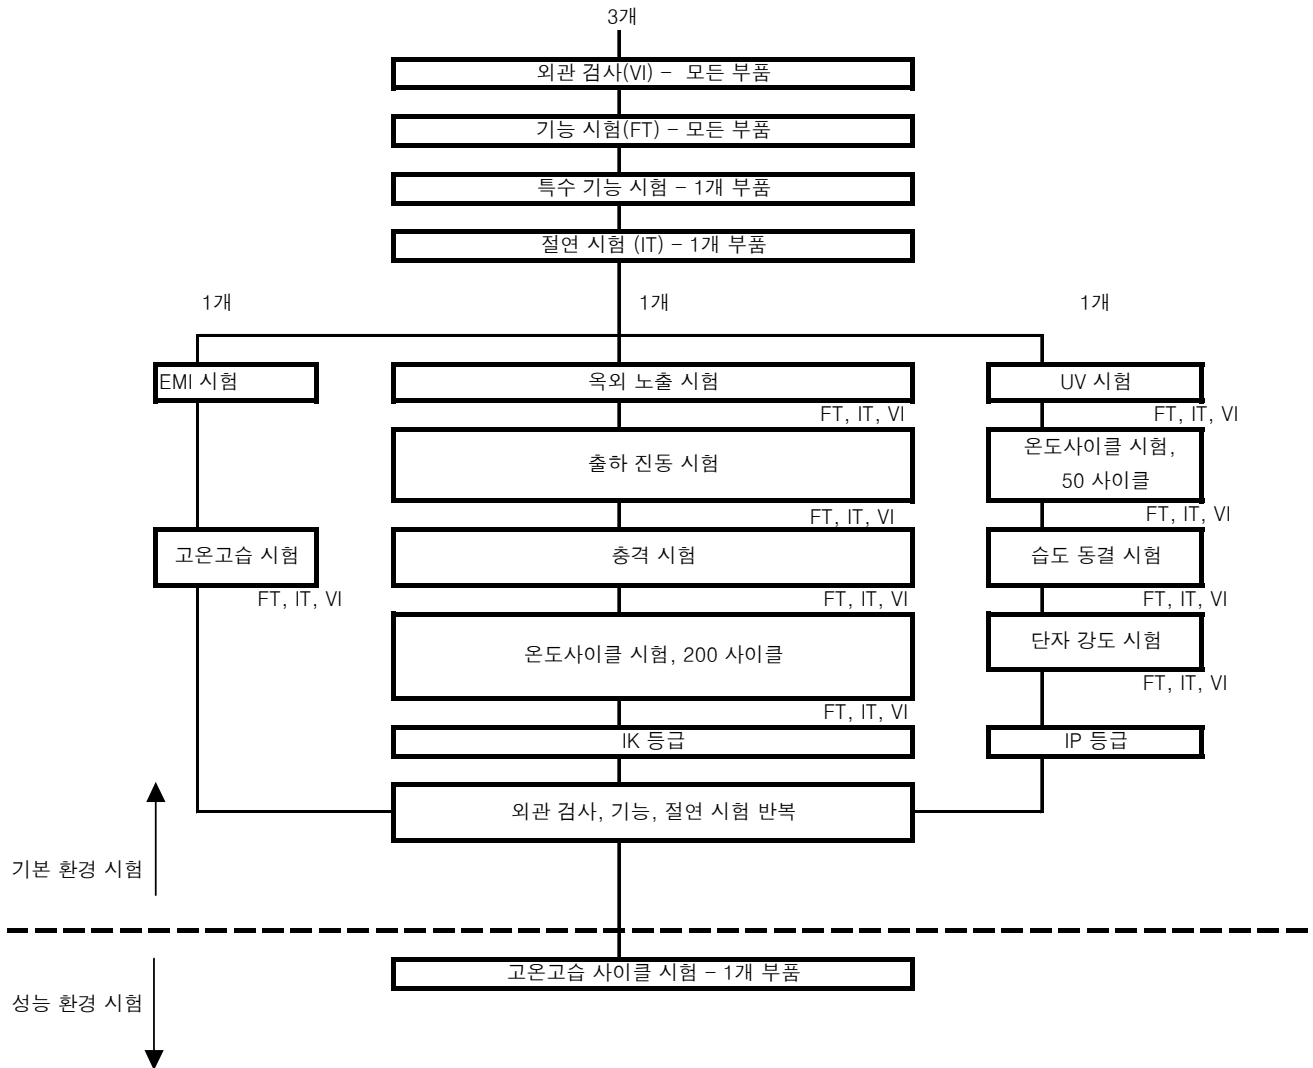 3개
외관 검사(VI) - 모든 부품
기능 시험(FT) - 모든 부품
특수 기능 시험 - 1개 부품
절연 시험 (IT) - 1개 부품
1개
1개
1개
EMI 시험
옥외 노출 시험
UV 시험
FT, IT, VI
FT, IT, VI
출하 진동 시험
온도사이클 시험,
50 사이클
FT, IT, VI
FT, IT, VI
고온고습 시험
충격 시험
습도 동결 시험
FT, IT, VI
FT, IT, VI
FT, IT, VI
온도사이클 시험, 200 사이클
단자 강도 시험
FT, IT, VI
FT, IT, VI
IK 등급
IP 등급
외관 검사, 기능, 절연 시험 반복
기본 환경 시험
고온고습 사이클 시험 - 1개 부품
성능 환경 시험